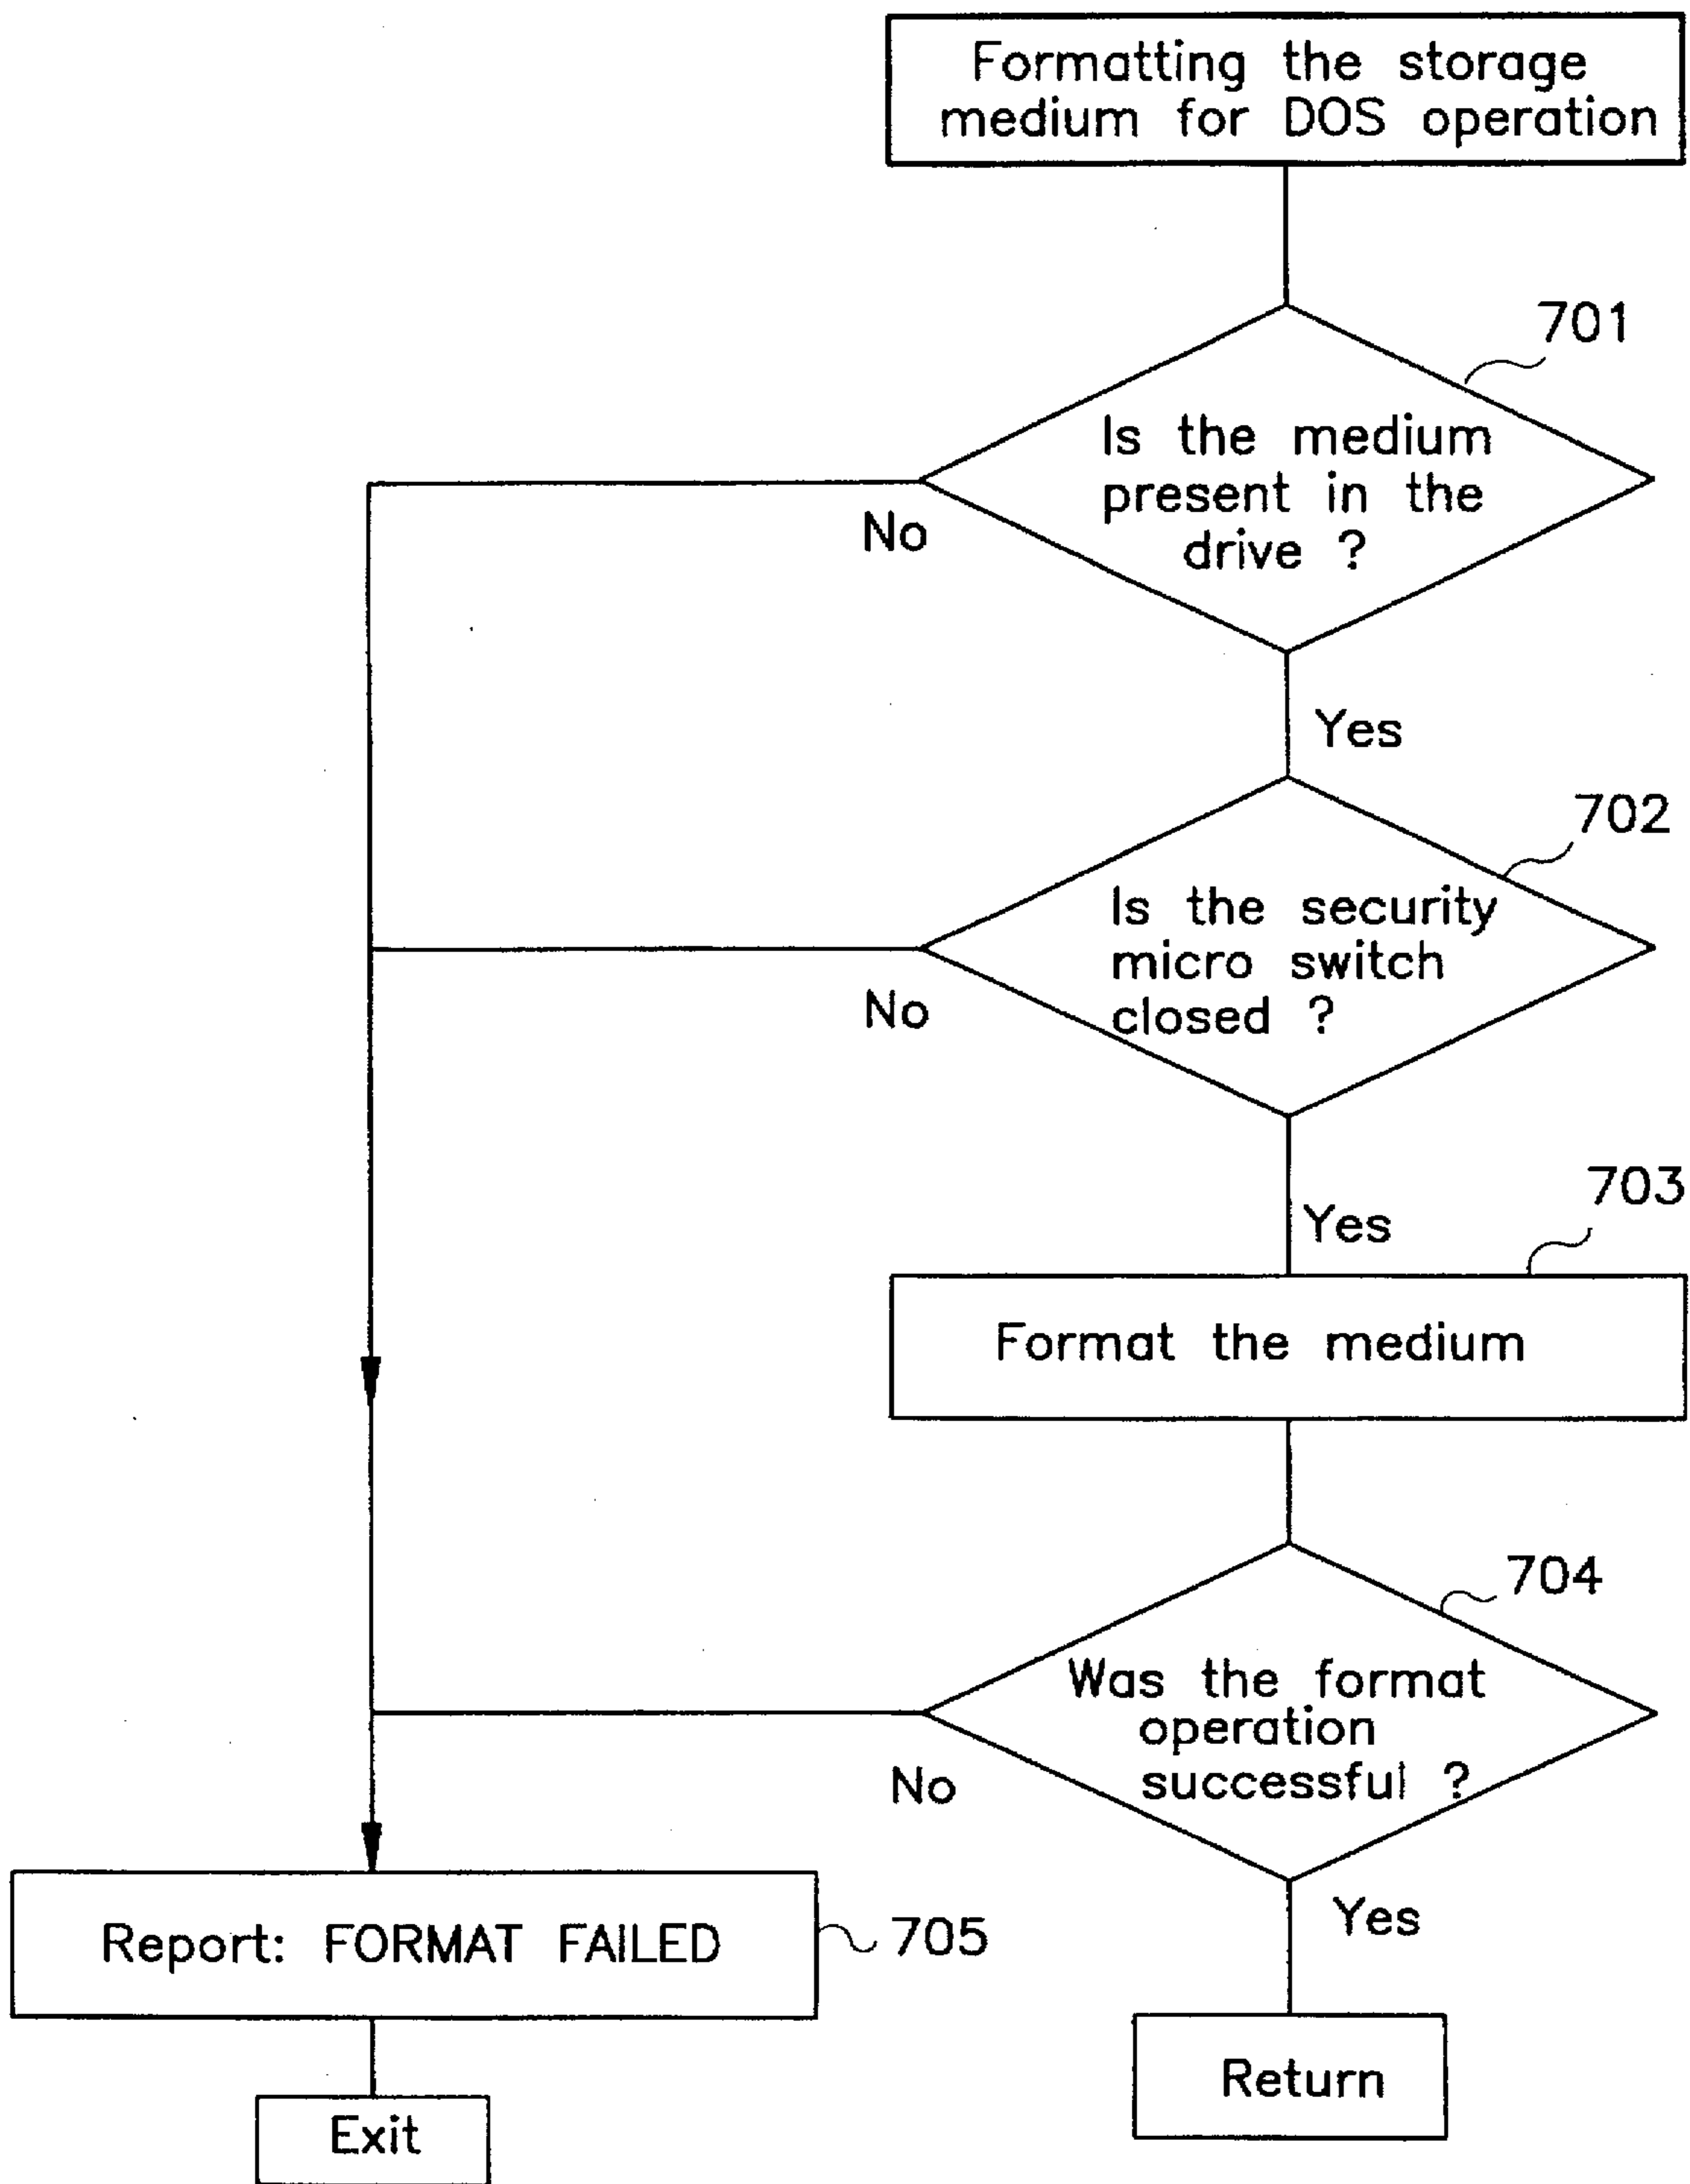 Formatting the storage
medium for DOS operation
701
Is the medium
present in the
drive ?
No
Yes
702
Is the security
micro switch
closed ?
No
Yes
703
Format the medium
704
Was the format
operation
successful ?
No
Yes
Report: FORMAT FAILED
705
Return
Exit